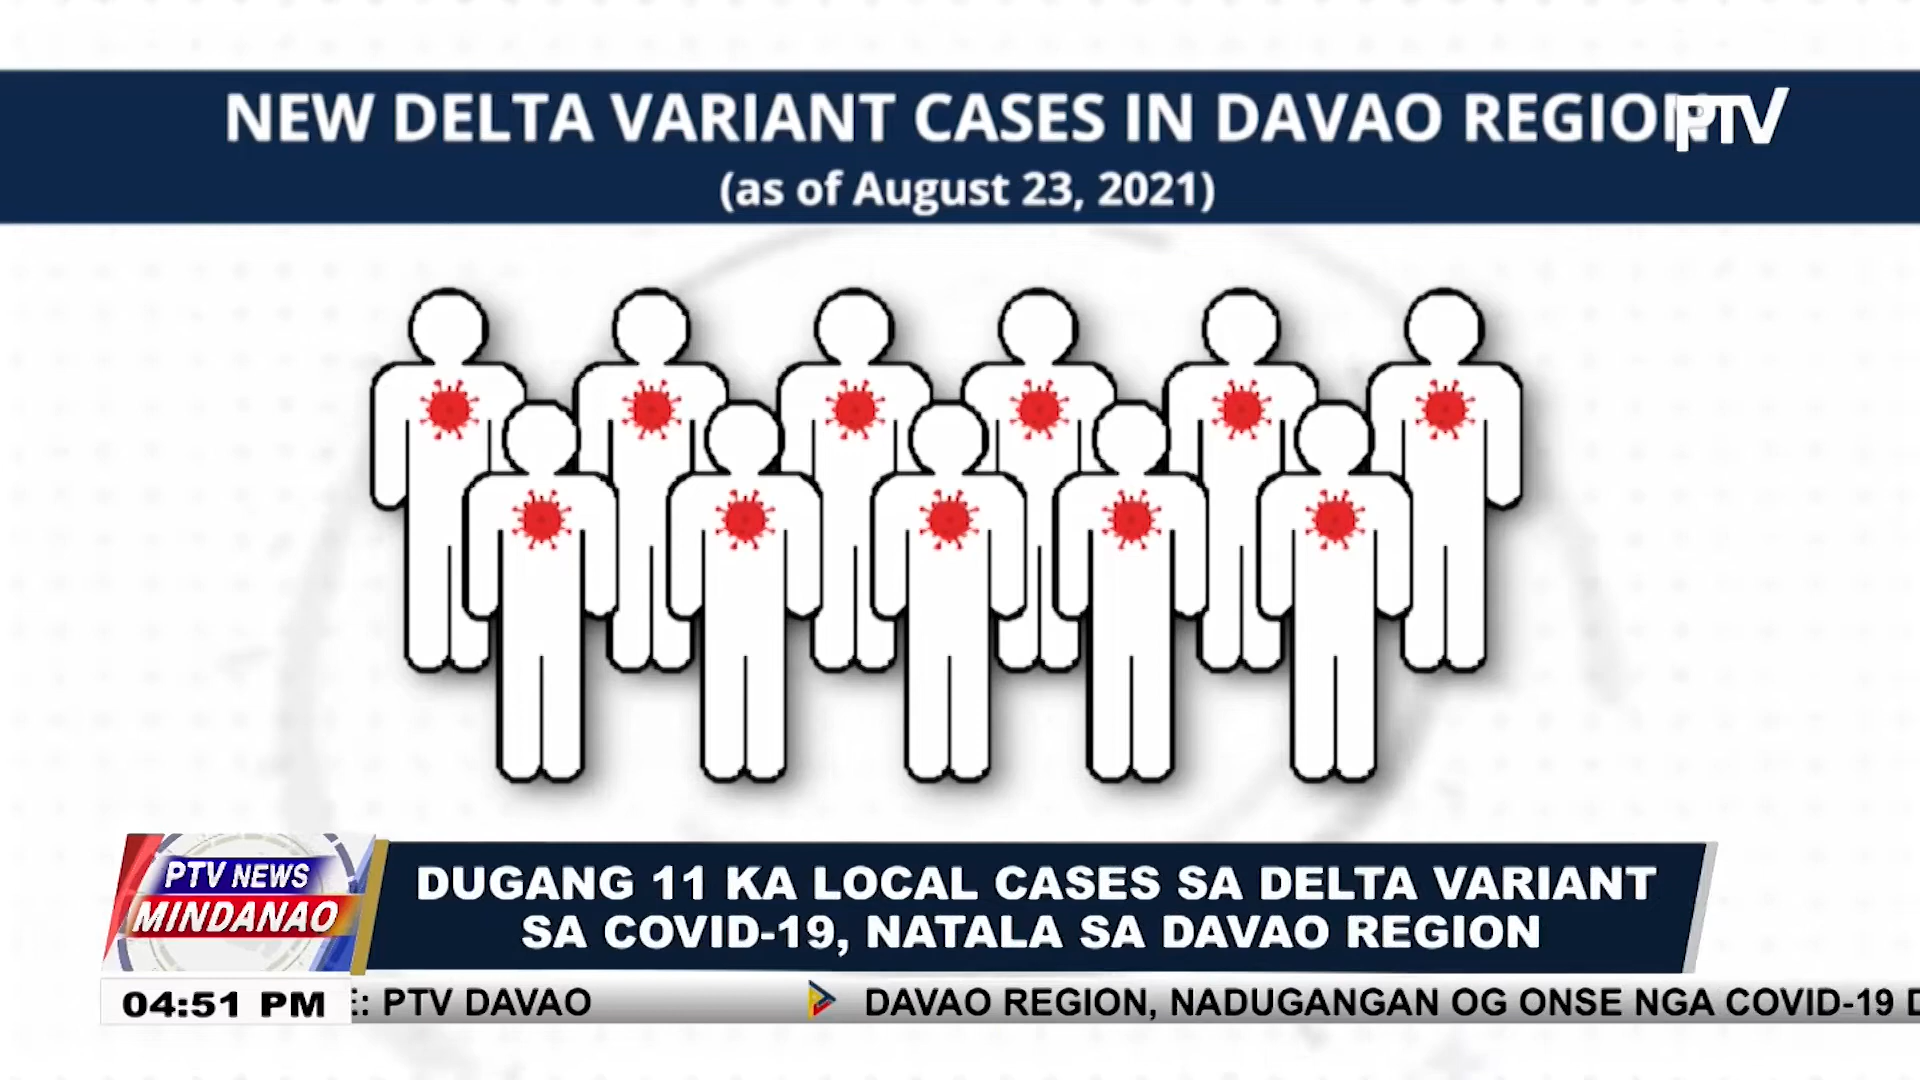 NEW DELTA VARIANT CASES IN DAVAO REGION
PTV
(as of August 23, 2021)
PTV NEWS
MINDANAO
DUGANG 11 KA LOCAL CASES SA DELTA VARIANT
SA COVID-19, NATALA SA DAVAO REGION
04:51 PM
E: PTV DAVAO
DAVAO REGION, NADUGANGAN OG ONSE NGA COVID-19 D